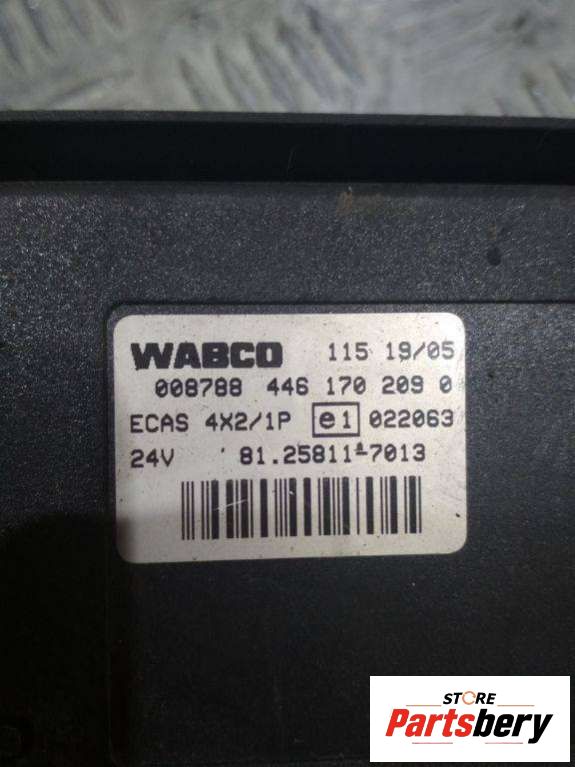 WABCO 115 19/05
008788 446 170 209 0
ECAS 4X2/1P e1 022063
24V 81.25811-7013
STORE
Partsbery